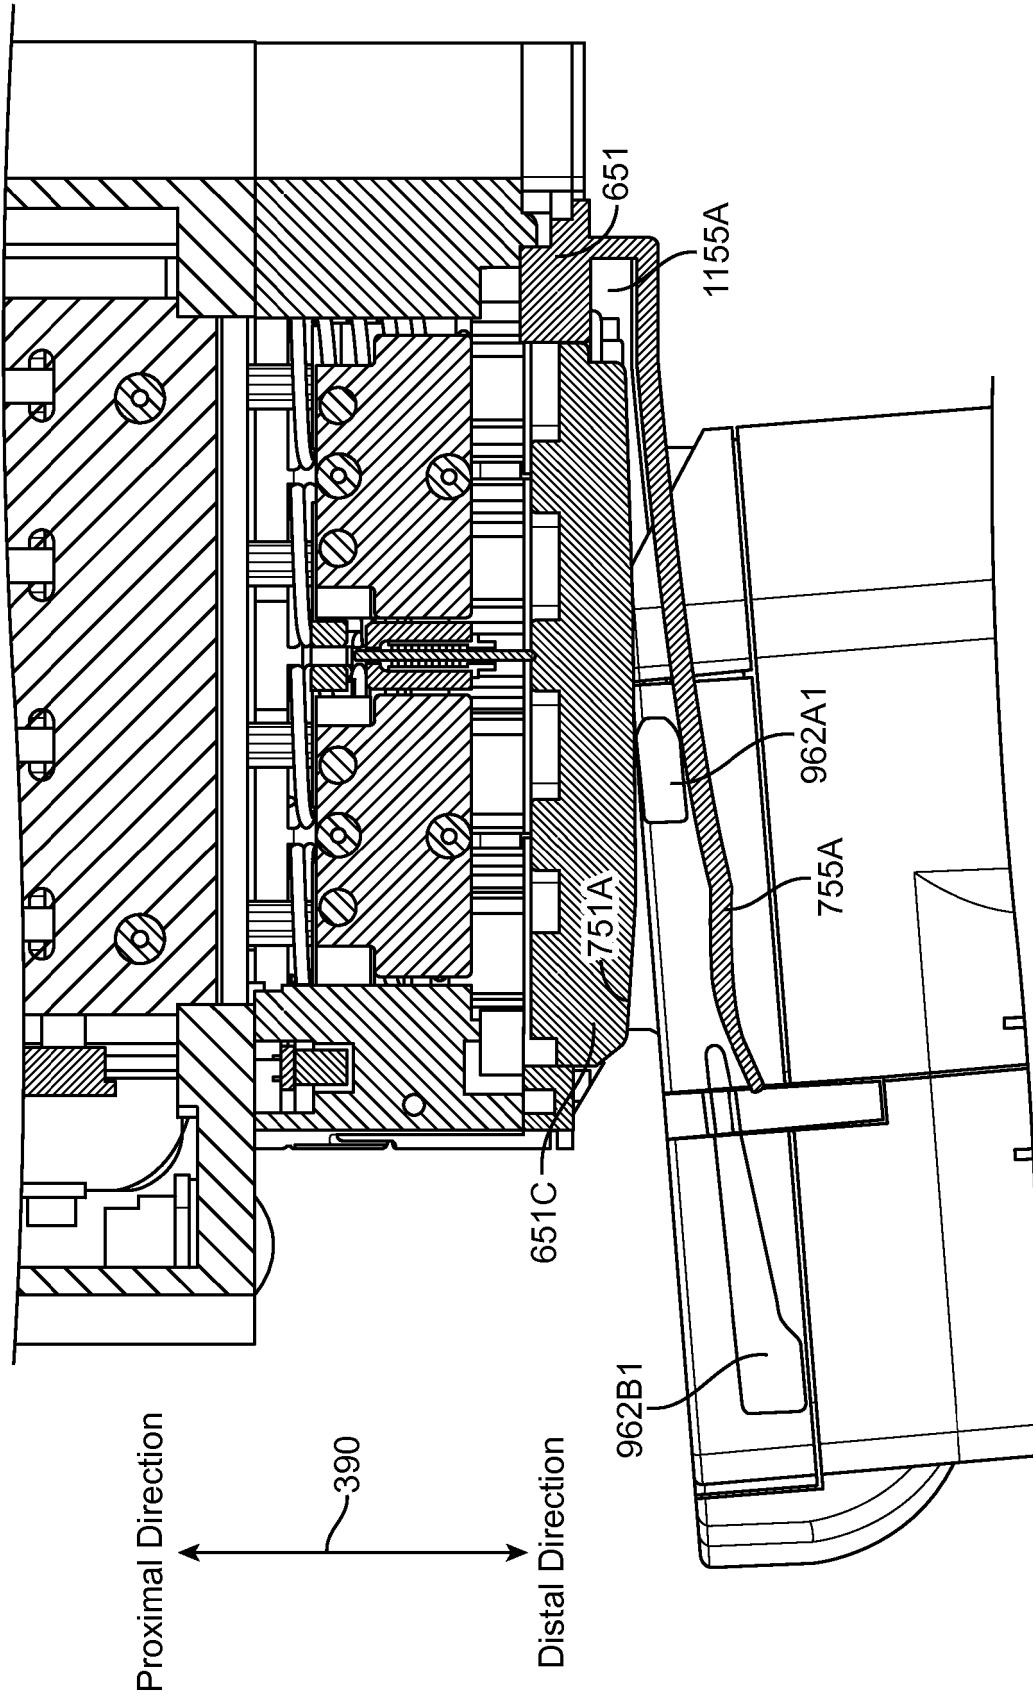 Proximal Direction
390
Distal Direction
651
1155A
962A1
755A
751A
651C
962B1